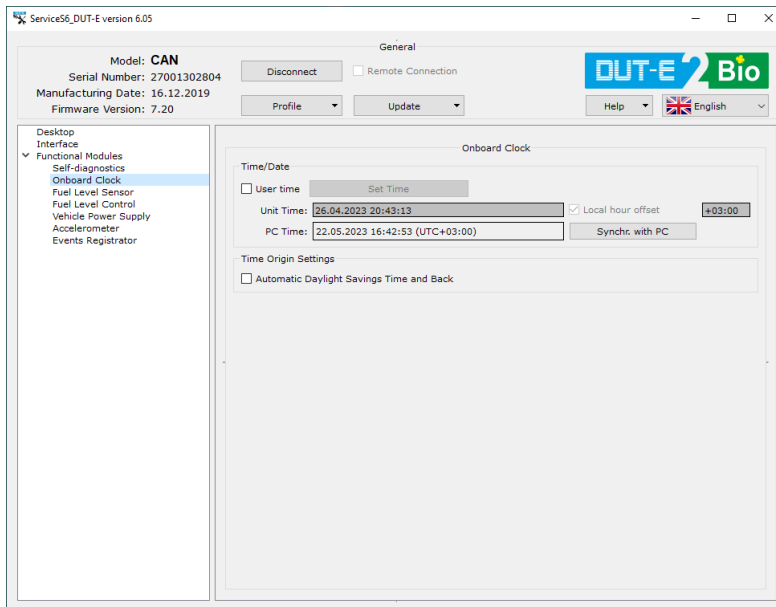 ServiceS6_DUT-E version 6.05
General
Model: CAN
Serial Number: 27001302804
Manufacturing Date: 16.12.2019
Firmware Version: 7.20
Disconnect
Remote Connection
Profile
Update
DUT-E 2 Bio
Help
English
Desktop
Interface
Functional Modules
Self-diagnostics
Onboard Clock
Fuel Level Sensor
Fuel Level Control
Vehicle Power Supply
Accelerometer
Events Registrator
Onboard Clock
Time/Date
User time
Set Time
Unit Time: 26.04.2023 20:43:13
Local hour offset
+03:00
PC Time: 22.05.2023 16:42:53 (UTC+03:00)
Synchr. with PC
Time Origin Settings
Automatic Daylight Savings Time and Back